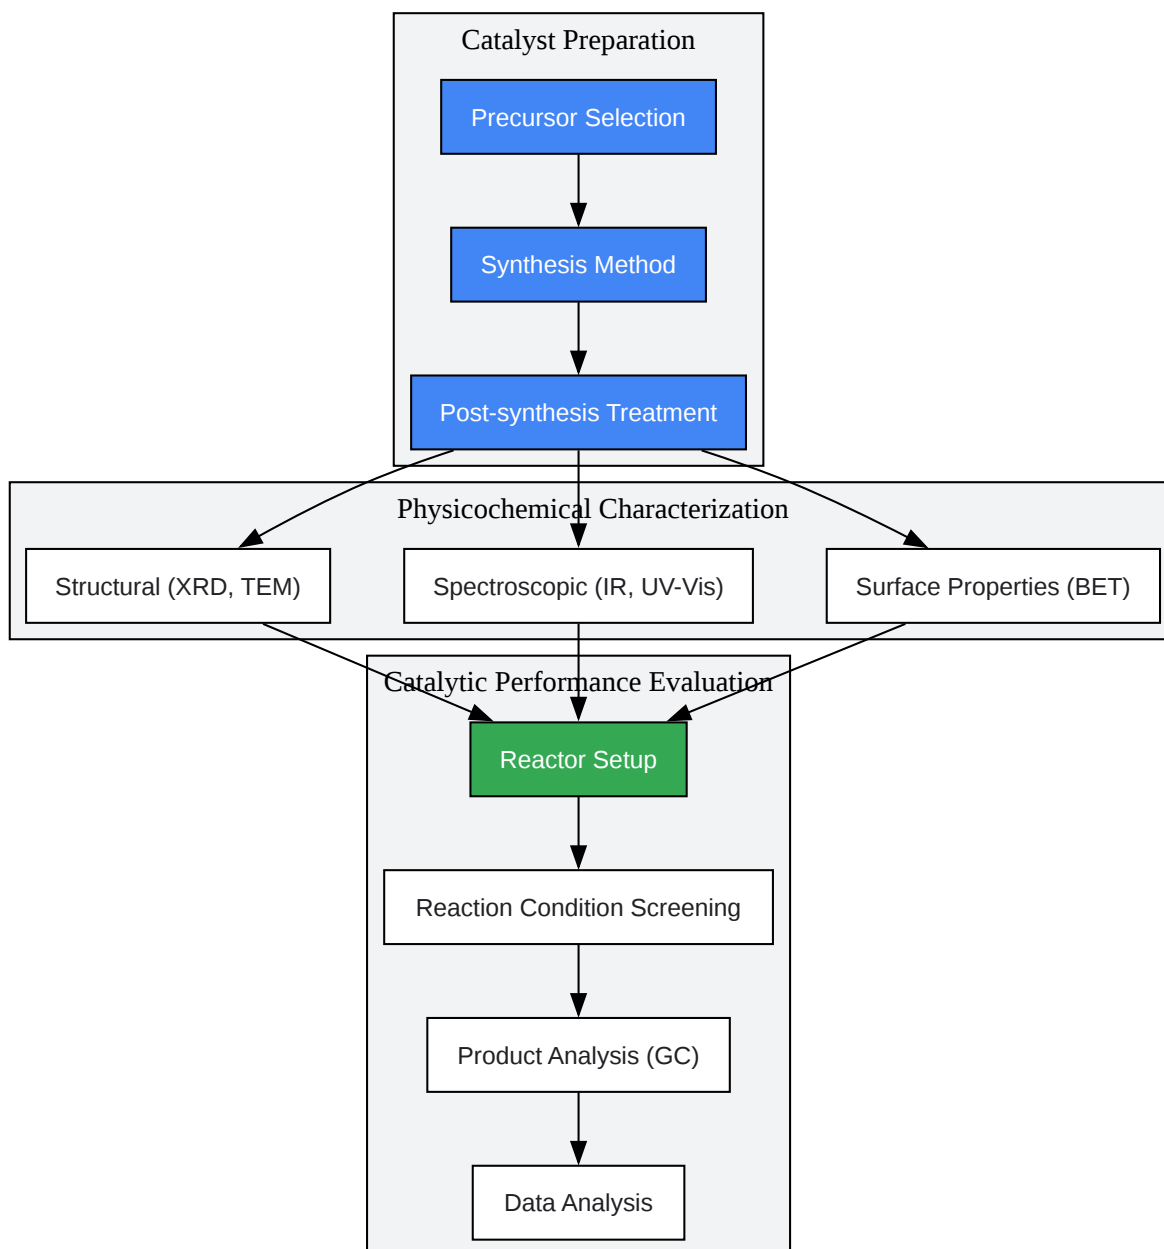 Catalyst Preparation
Precursor Selection
Synthesis Method
Post-synthesis Treatment
Physicochemical Characterization
Structural (XRD, TEM)
Spectroscopic (IR, UV-Vis)
Surface Properties (BET)
Catalytic Performance Evaluation
Reactor Setup
Reaction Condition Screening
Product Analysis (GC)
Data Analysis